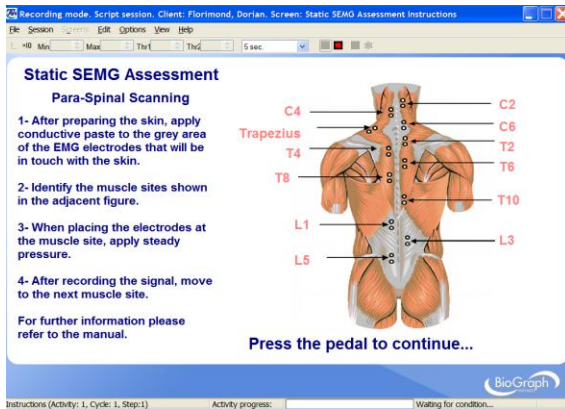 Recording mode. Script session. Client: Florimond, Dorian. Screen: Static SEMG Assessment Instructions
File Session Screens Edit Options View Help
Min Max Thr1 Thr2 5 sec.
Static SEMG Assessment
Para-Spinal Scanning
1- After preparing the skin, apply
conductive paste to the grey area
of the EMG electrodes that will be
in touch with the skin.
2- Identify the muscle sites shown
in the adjacent figure.
3- When placing the electrodes at
the muscle site, apply steady
pressure.
4- After recording the signal, move
to the next muscle site.
For further information please
refer to the manual.
C4
C2
Trapezius
C6
T4
T2
T6
T8
T10
L1
L3
L5
Press the pedal to continue...
BioGraph
Instructions (Activity: 1, Cycle: 1, Step:1) Activity progress: Waiting for condition...